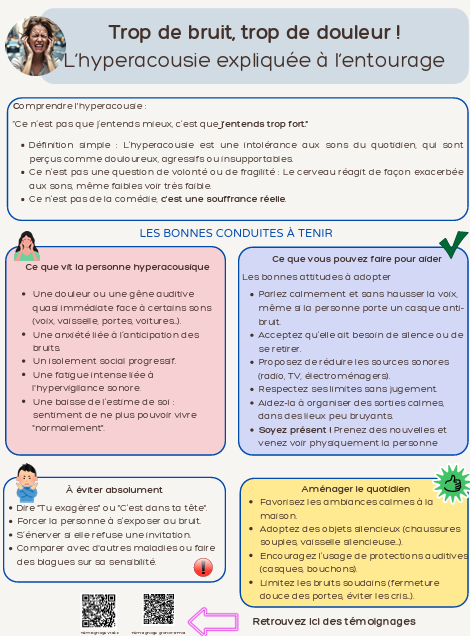 Trop de bruit, trop de douleur !
L'hyperacousie expliquée à l'entourage
Comprendre l'hyperacousie :
"Ce n'est pas que j'entends mieux, c'est que j'entends trop fort."
• Définition simple : L'hyperacousie est une intolérance aux sons du quotidien, qui sont
perçus comme douloureux, agressifs ou insupportables.
• Ce n'est pas une question de volonté ou de fragilité : Le cerveau réagit de façon exacerbée
aux sons, même faibles voir très faible.
• Ce n'est pas de la comédie, c'est une souffrance réelle.
LES BONNES CONDUITES À TENIR
Ce que vit la personne hyperacousique
• Une douleur ou une gêne auditive
quasi immédiate face à certains sons
(voix, vaisselle, portes, voitures...).
• Une anxiété liée à l'anticipation des
bruits.
• Un isolement social progressif.
• Une fatigue intense liée à
l'hypervigilance sonore.
• Une baisse de l'estime de soi :
sentiment de ne plus pouvoir vivre
"normalement".
Ce que vous pouvez faire pour aider
Les bonnes attitudes à adopter
• Parlez calmement et sans hausser la voix,
même si la personne porte un casque anti-
bruit.
• Acceptez qu'elle ait besoin de silence ou de
se retirer.
• Proposez de réduire les sources sonores
(radio, TV, électroménagers).
• Respectez ses limites sans jugement.
• Aidez-la à organiser des sorties calmes,
dans des lieux peu bruyants.
• Soyez présent ! Prenez des nouvelles et
venez voir physiquement la personne
À éviter absolument
• Dire "Tu exagères" ou "C'est dans ta tête".
• Forcer la personne à s'exposer au bruit.
• S'énerver si elle refuse une invitation.
• Comparer avec d'autres maladies ou faire
des blagues sur sa sensibilité.
Aménager le quotidien
• Favorisez les ambiances calmes à la
maison.
• Adoptez des objets silencieux (chaussures
souples, vaisselle silencieuse...).
• Encouragez l'usage de protections auditives
(casques, bouchons).
• Limitez les bruits soudains (fermeture
douce des portes, éviter les cris...).
Retrouvez ici des témoignages